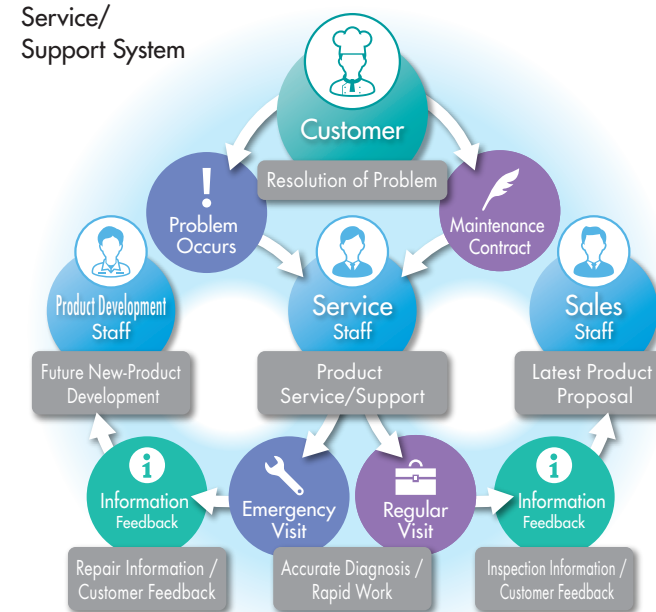 Service/
Support System
Customer
Resolution of Problem
!
Problem
Occurs
Maintenance
Contract
Product Development
Staff
Service
Staff
Sales
Staff
Future New-Product
Development
Product
Service/Support
Latest Product
Proposal
i
Information
Feedback
Emergency
Visit
Regular
Visit
i
Information
Feedback
Repair Information /
Customer Feedback
Accurate Diagnosis /
Rapid Work
Inspection Information /
Customer Feedback